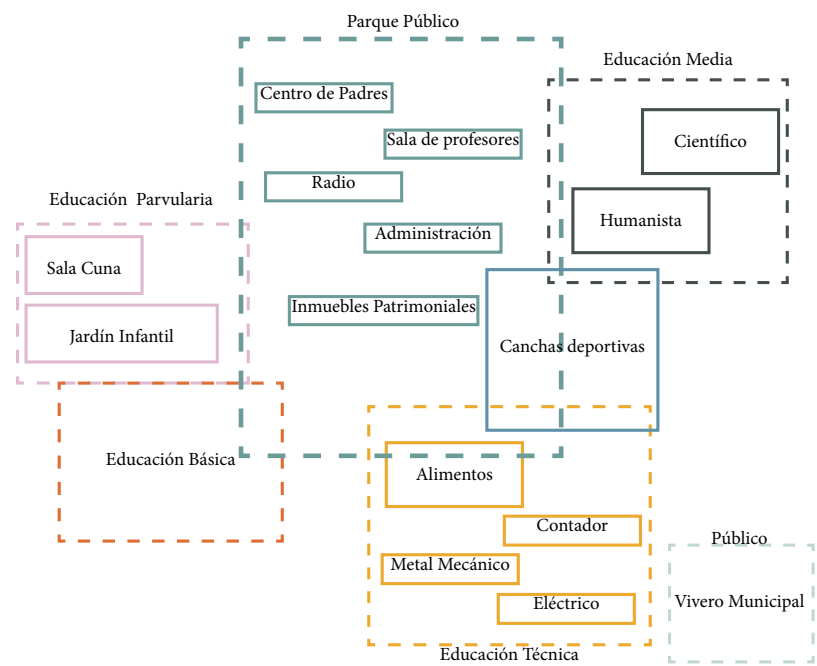 Parque Público
Educación Media
Centro de Padres
Sala de profesores
Científico
Radio
Educación Parvularia
Humanista
Administración
Sala Cuna
Inmuebles Patrimoniales
Jardín Infantil
Canchas deportivas
Educación Básica
Alimentos
Contador
Público
Metal Mecánico
Vivero Municipal
Eléctrico
Educación Técnica